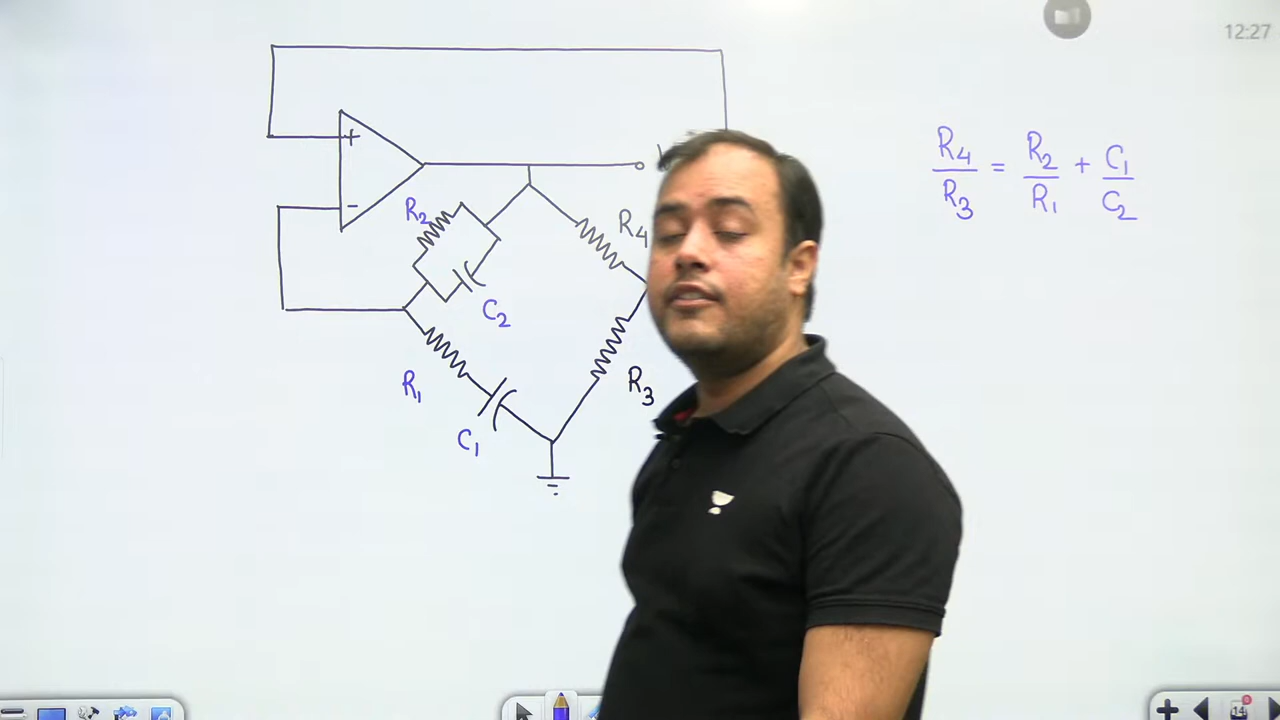 12:27
+
-
R2
R4
C2
R1
R3
C1
R4/R3 = R2/R1 + C1/C2
14